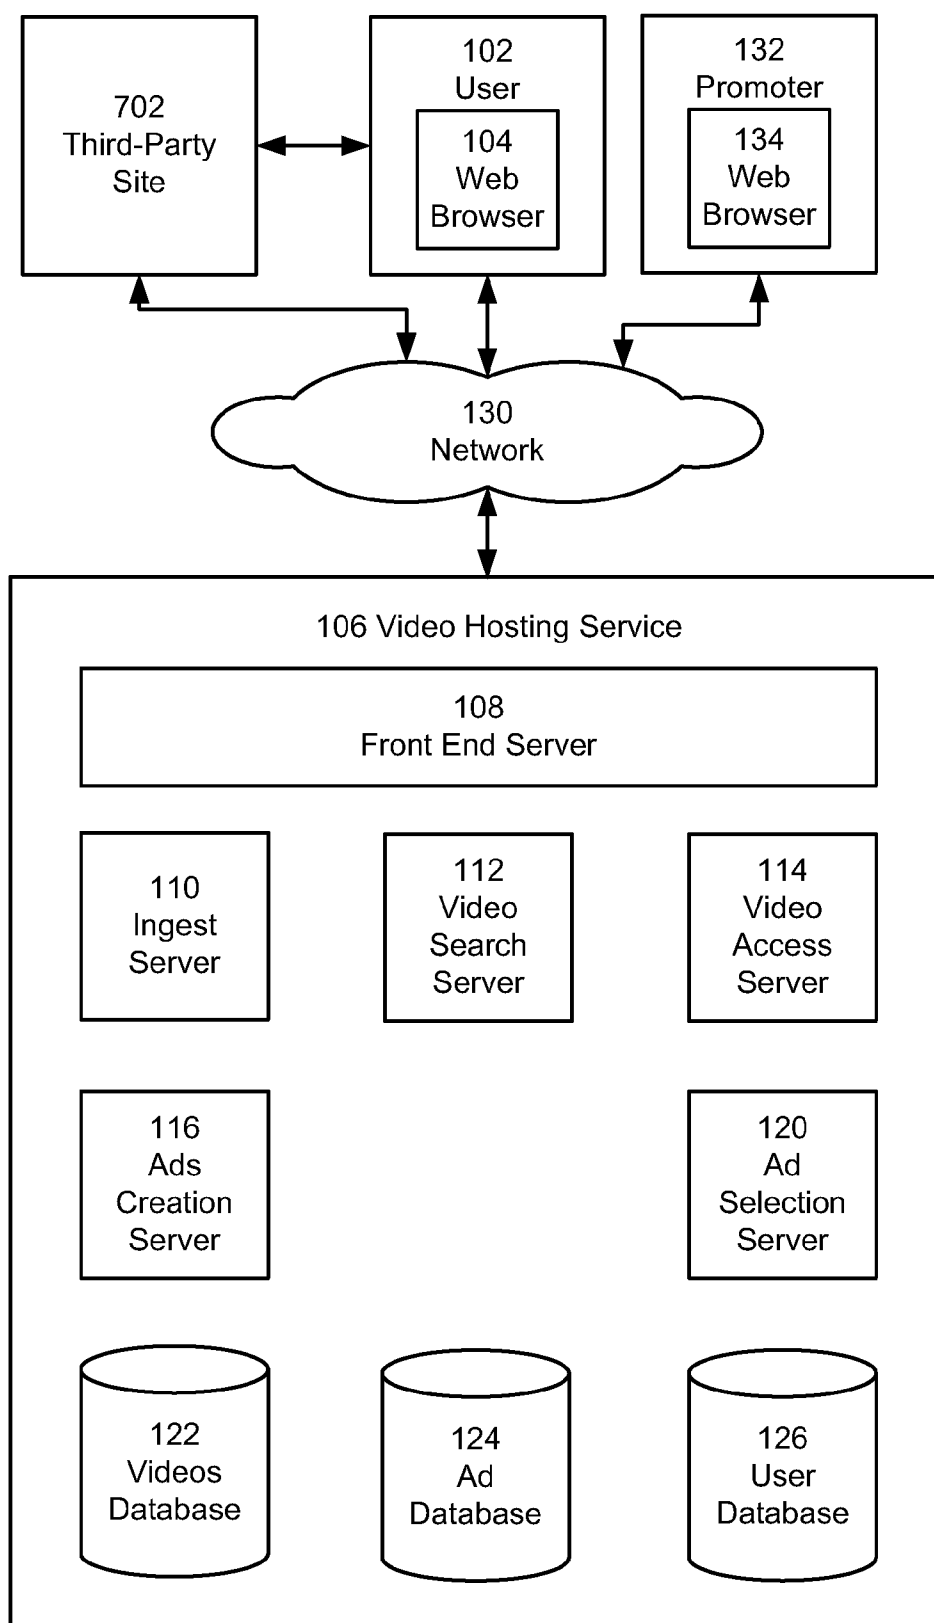 702
Third-Party
Site
102
User
104
Web
Browser
132
Promoter
134
Web
Browser
130
Network
106 Video Hosting Service
108
Front End Server
110
Ingest
Server
112
Video
Search
Server
114
Video
Access
Server
116
Ads
Creation
Server
120
Ad
Selection
Server
122
Videos
Database
124
Ad
Database
126
User
Database